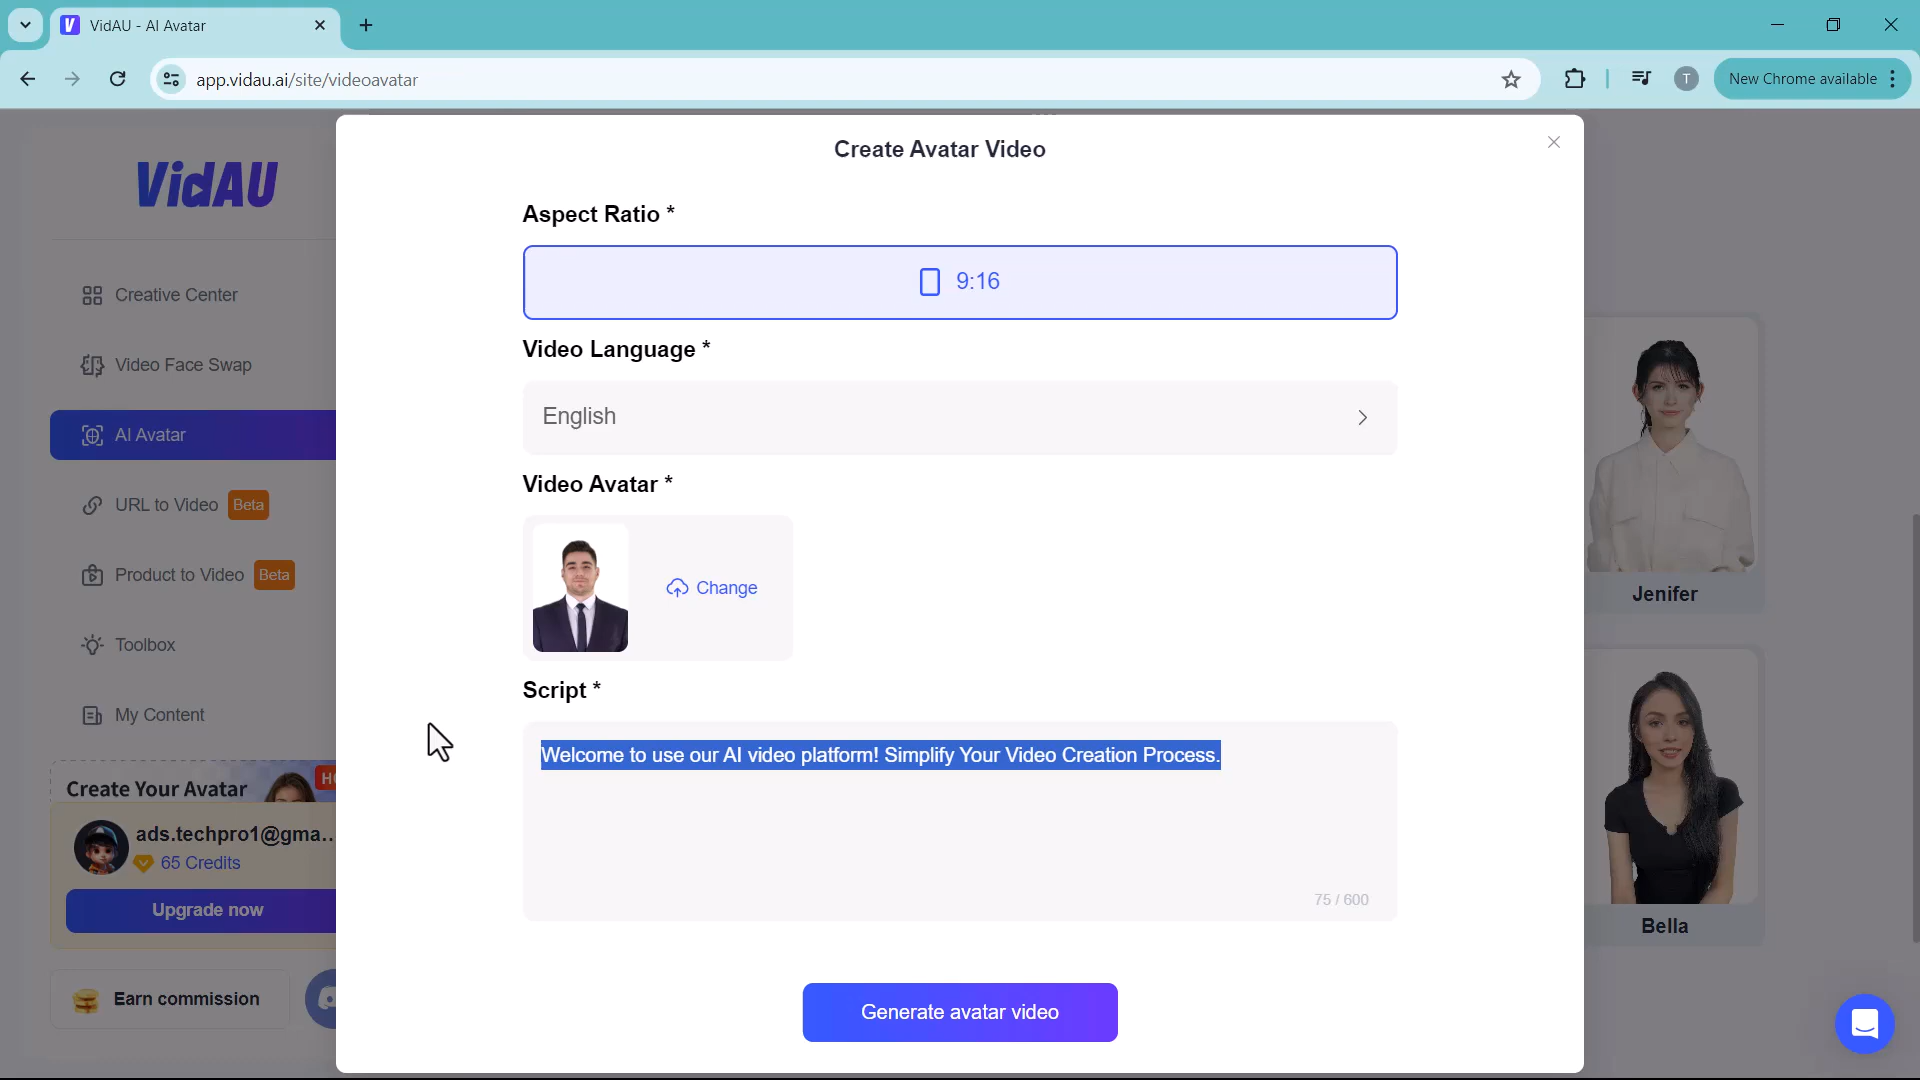 VidAU - AI Avatar
app.vidau.ai/site/videoavatar
T
New Chrome available
VidAU
Creative Center
Video Face Swap
AI Avatar
URL to Video Beta
Product to Video Beta
Toolbox
My Content
Create Your Avatar
ads.techpro1@gma...
65 Credits
Upgrade now
Earn commission
Create Avatar Video
Aspect Ratio *
9:16
Video Language *
English
Video Avatar *
Change
Script *
Welcome to use our AI video platform! Simplify Your Video Creation Process.
75 / 600
Generate avatar video
Jenifer
Bella